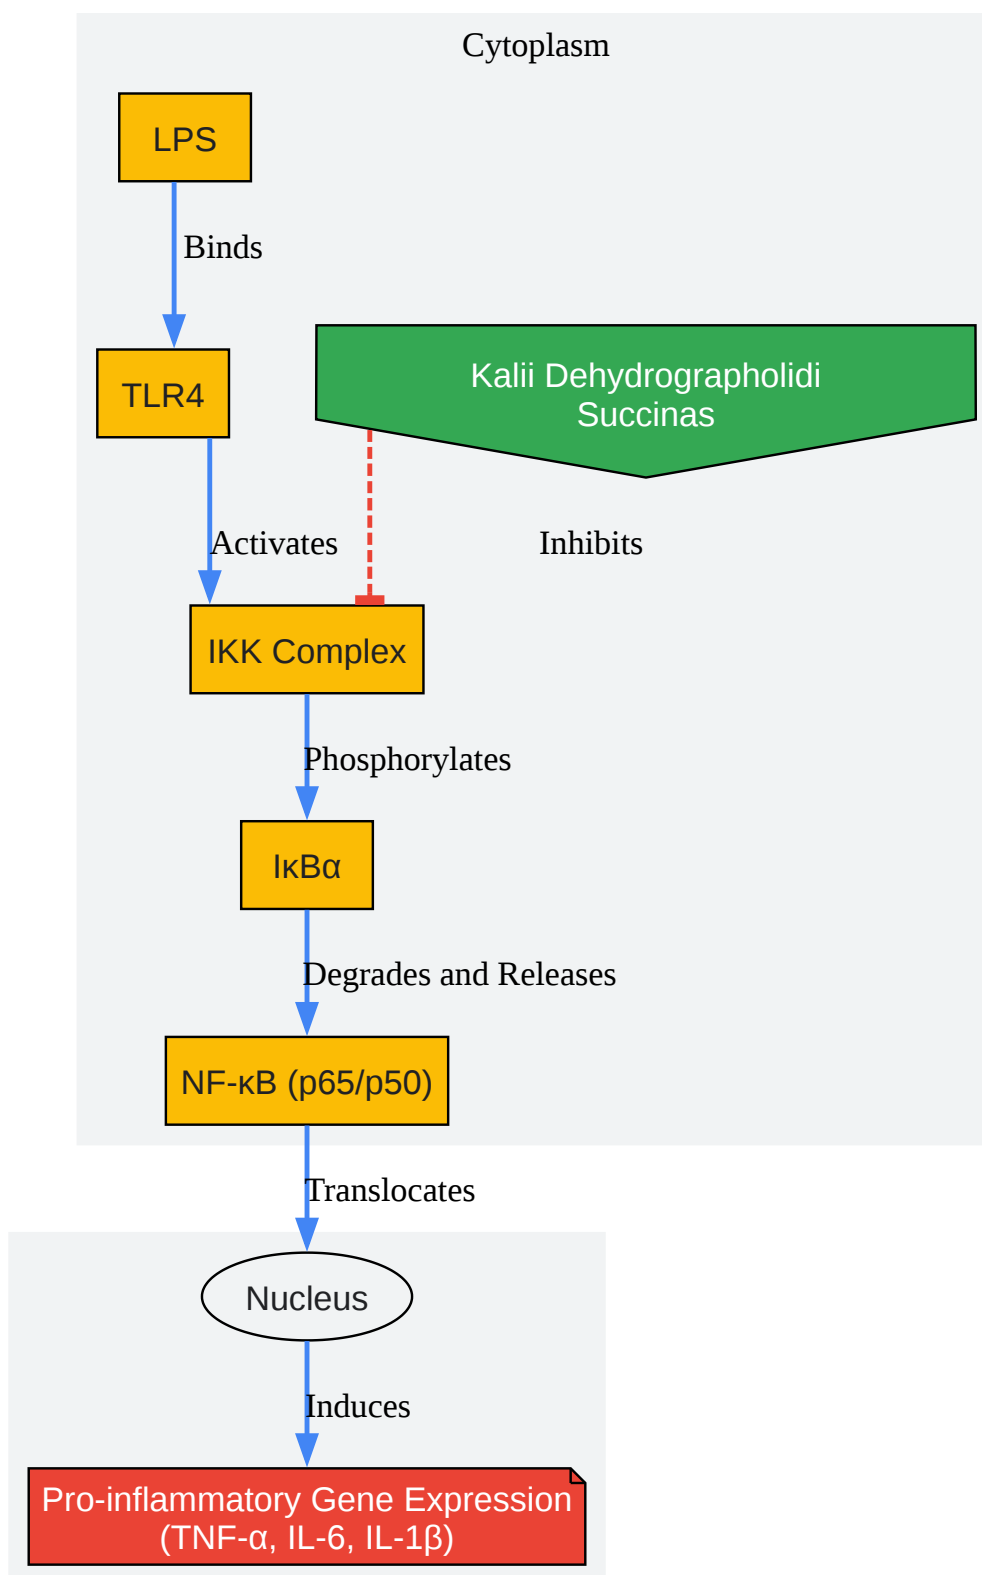 Cytoplasm
LPS
Binds
TLR4
Kalii Dehydrographolidi
Succinas
Activates
Inhibits
IKK Complex
Phosphorylates
IκBα
Degrades and Releases
NF-κB (p65/p50)
Translocates
Nucleus
Induces
Pro-inflammatory Gene Expression
(TNF-α, IL-6, IL-1β)